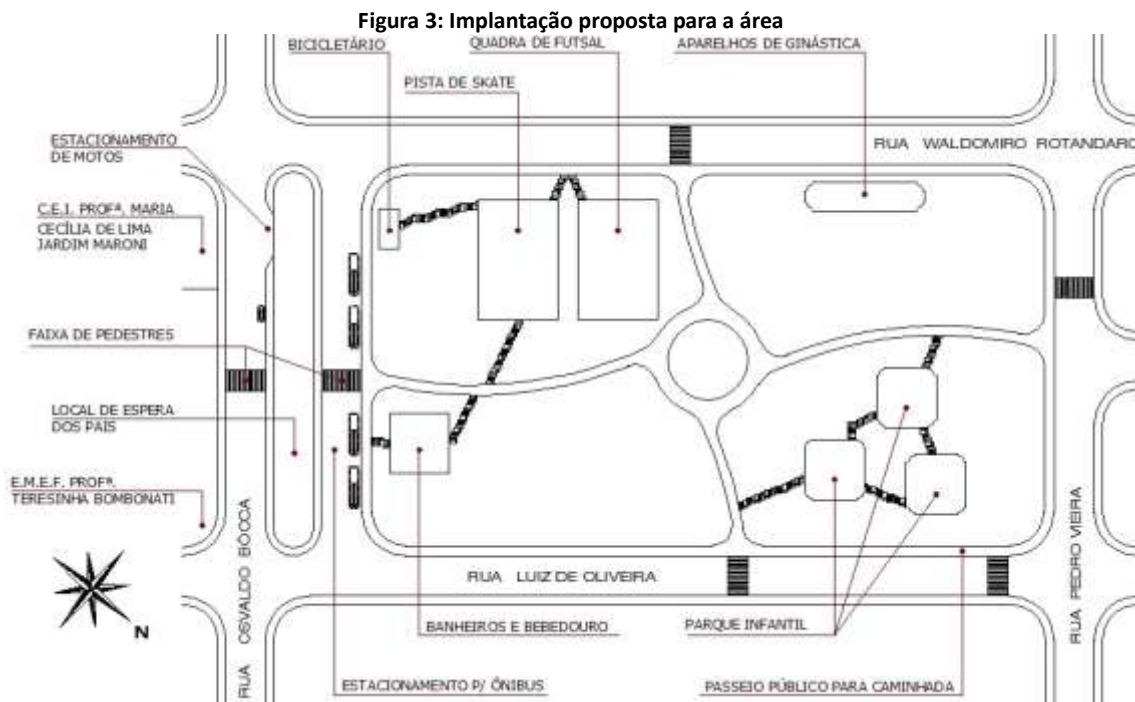 Figura 3: Implantação proposta para a área
BICICLETÁRIO
QUADRA DE FUTSAL
APARELHOS DE GINÁSTICA
PISTA DE SKATE
ESTACIONAMENTO
DE MOTOS
RUA WALDOMIRO ROTANDARO
C.E.I. PROFª. MARIA
CECÍLIA DE LIMA
JARDIM MARONI
FAIXA DE PEDESTRES
LOCAL DE ESPERA
DOS PAIS
E.M.E.F. PROFª.
TERESINHA BOMBONATI
RUA OSVALDO BOCCA
RUA LUIZ DE OLIVEIRA
RUA PEDRO VIEIRA
N
BANHEIROS E BEBEDOURO
PARQUE INFANTIL
ESTACIONAMENTO P/ ÔNIBUS
PASSEIO PÚBLICO PARA CAMINHADA